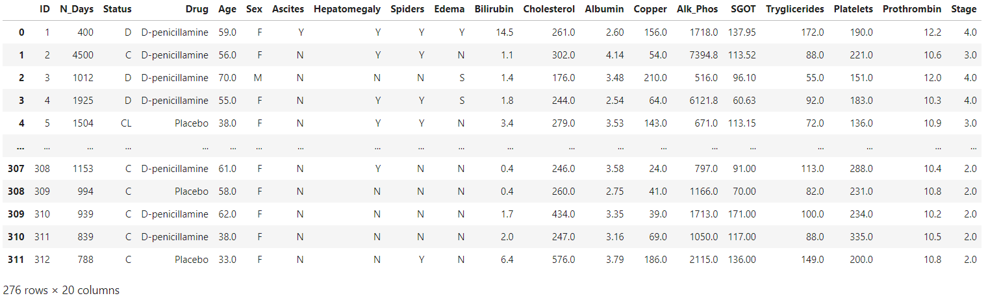 ID N_Days Status Drug Age Sex Ascites Hepatomegaly Spiders Edema Bilirubin Cholesterol Albumin Copper Alk_Phos SGOT Tryglicerides Platelets Prothrombin Stage
0 1 400 D D-penicillamine 59.0 F Y Y Y Y 14.5 261.0 2.60 156.0 1718.0 137.95 172.0 190.0 12.2 4.0
1 2 4500 C D-penicillamine 56.0 F N Y Y N 1.1 302.0 4.14 54.0 7394.8 113.52 88.0 221.0 10.6 3.0
2 3 1012 D D-penicillamine 70.0 M N N N S 1.4 176.0 3.48 210.0 516.0 96.10 55.0 151.0 12.0 4.0
3 4 1925 D D-penicillamine 55.0 F N Y Y S 1.8 244.0 2.54 64.0 6121.8 60.63 92.0 183.0 10.3 4.0
4 5 1504 CL Placebo 38.0 F N Y Y N 3.4 279.0 3.53 143.0 671.0 113.15 72.0 136.0 10.9 3.0
... ... ... ... ... ... ... ... ... ... ... ... ... ... ... ... ... ... ... ... ...
307 308 1153 C D-penicillamine 61.0 F N Y N N 0.4 246.0 3.58 24.0 797.0 91.00 113.0 288.0 10.4 2.0
308 309 994 C Placebo 58.0 F N N N N 0.4 260.0 2.75 41.0 1166.0 70.00 82.0 231.0 10.8 2.0
309 310 939 C D-penicillamine 62.0 F N N N N 1.7 434.0 3.35 39.0 1713.0 171.00 100.0 234.0 10.2 2.0
310 311 839 C D-penicillamine 38.0 F N N N N 2.0 247.0 3.16 69.0 1050.0 117.00 88.0 335.0 10.5 2.0
311 312 788 C Placebo 33.0 F N N Y N 6.4 576.0 3.79 186.0 2115.0 136.00 149.0 200.0 10.8 2.0
276 rows × 20 columns